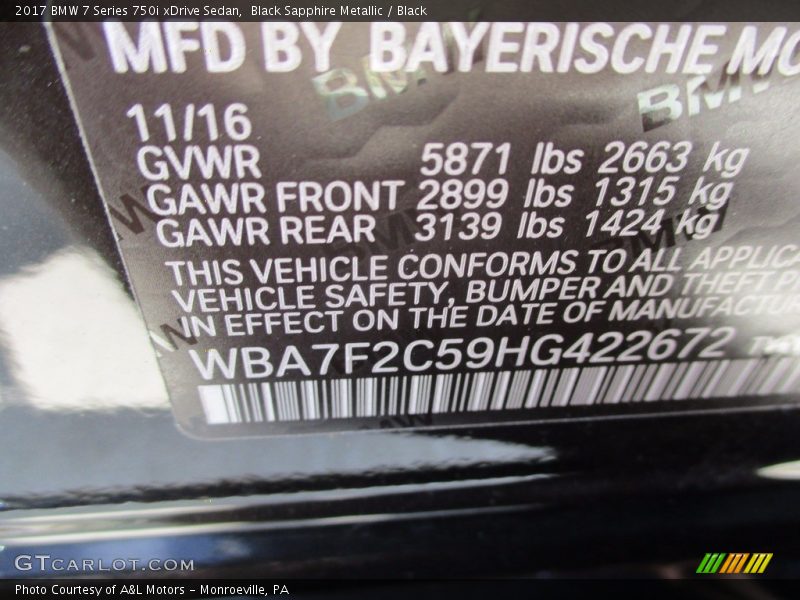 2017 BMW 7 Series 750i xDrive Sedan, Black Sapphire Metallic / Black
MFD BY BAYERISCHE
11/16
GVWR 5871 lbs 2663 kg
GAWR FRONT 2899 lbs 1315 kg
GAWR REAR 3139 lbs 1424 kg
THIS VEHICLE CONFORMS TO ALL
VEHICLE SAFETY, BUMPER AND THEFT
IN EFFECT ON THE DATE OF
WBA7F2C59HG422672
GTCARLOT.COM
Photo Courtesy of A&L Motors - Monroeville, PA